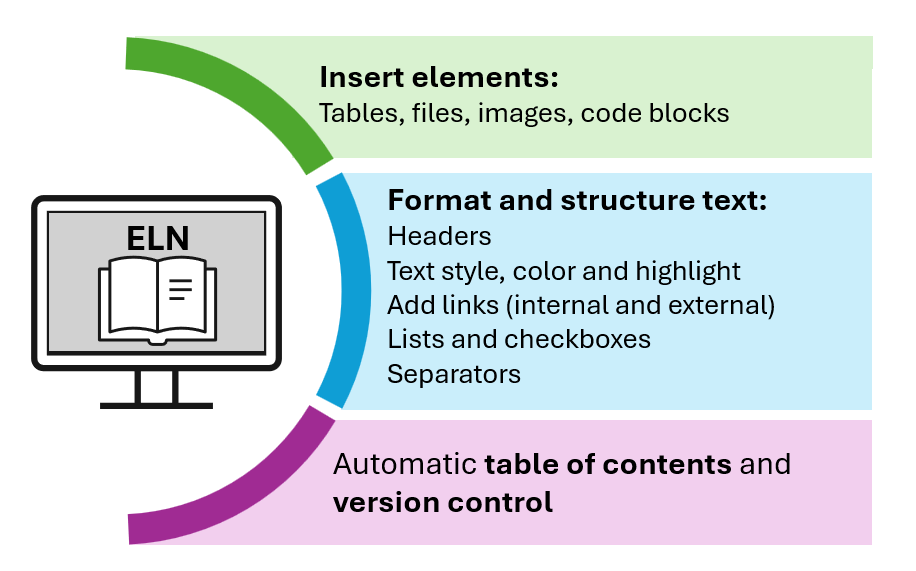 Insert elements:
Tables, files, images, code blocks
ELN
Format and structure text:
Headers
Text style, color and highlight
Add links (internal and external)
Lists and checkboxes
Separators
Automatic table of contents and
version control